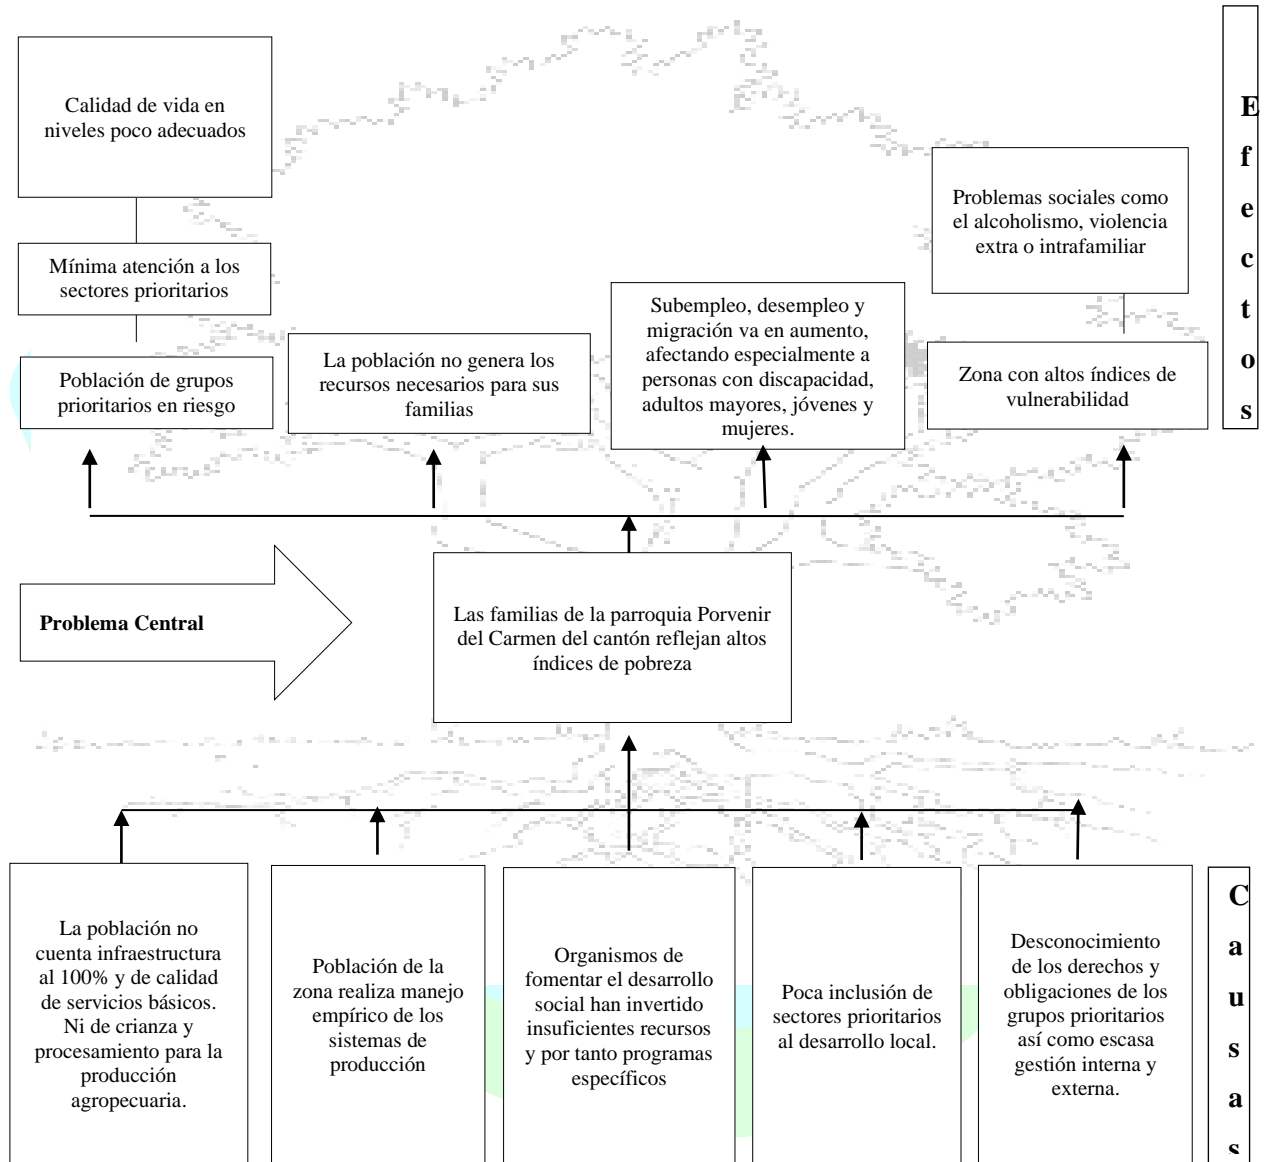 Calidad de vida en
niveles poco adecuados
Mínima atención a los
sectores prioritarios
Población de grupos
prioritarios en riesgo
La población no genera los
recursos necesarios para sus
familias
Subempleo, desempleo y
migración va en aumento,
afectando especialmente a
personas con discapacidad,
adultos mayores, jóvenes y
mujeres.
Problemas sociales como
el alcoholismo, violencia
extra o intrafamiliar
Zona con altos índices de
vulnerabilidad
E
f
e
c
t
o
s
Problema Central
Las familias de la parroquia Porvenir
del Carmen del cantón reflejan altos
índices de pobreza
La población no
cuenta infraestructura
al 100% y de calidad
de servicios básicos.
Ni de crianza y
procesamiento para la
producción
agropecuaria.
Población de la
zona realiza manejo
empírico de los
sistemas de
producción
Organismos de
fomentar el desarrollo
social han invertido
insuficientes recursos
y por tanto programas
específicos
Poca inclusión de
sectores prioritarios
al desarrollo local.
Desconocimiento
de los derechos y
obligaciones de los
grupos prioritarios
así como escasa
gestión interna y
externa.
C
a
u
s
a
s